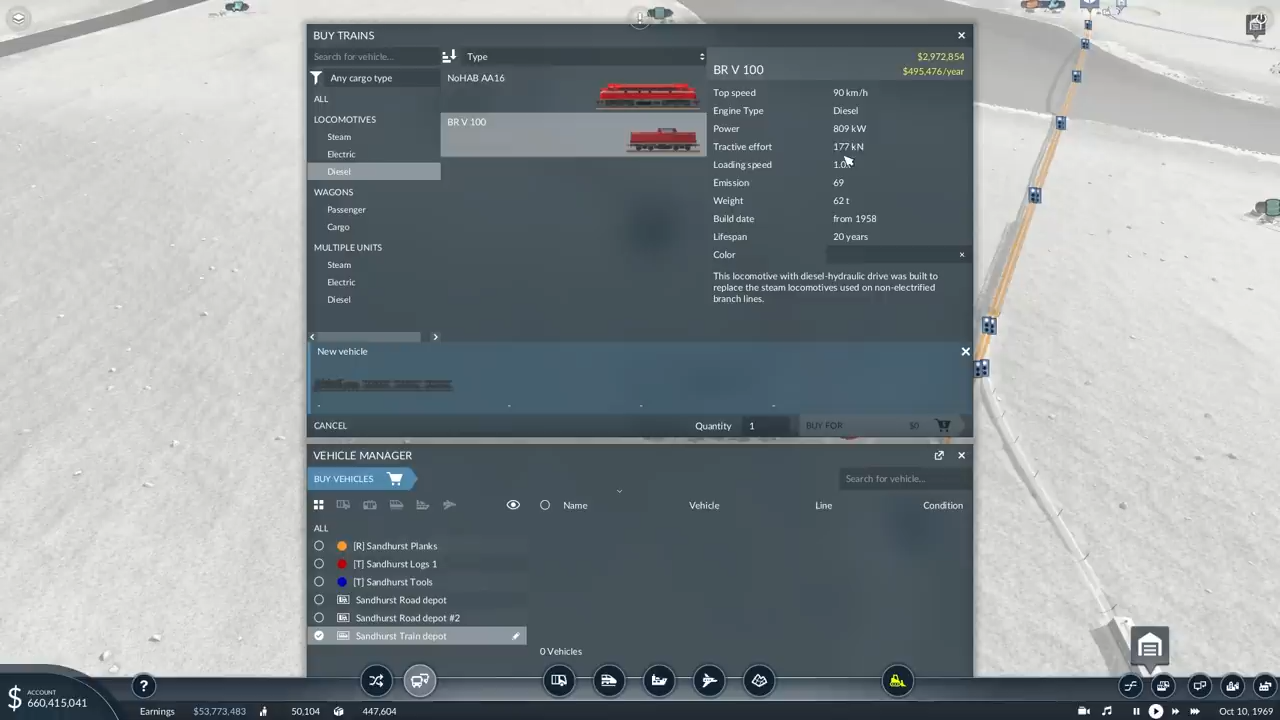 BUY TRAINS
Search for vehicle...
Type
Any cargo type
ALL
LOCOMOTIVES
Steam
Electric
Diesel
WAGONS
Passenger
Cargo
MULTIPLE UNITS
Steam
Electric
Diesel
NoHAB AA16
BR V 100
$2,972,854
BR V 100
$495,476/year
Top speed 90 km/h
Engine Type Diesel
Power 809 kW
Tractive effort 177 kN
Loading speed 1.0
Emission 69
Weight 62 t
Build date from 1958
Lifespan 20 years
Color
This locomotive with diesel-hydraulic drive was built to
replace the steam locomotives used on non-electrified
branch lines.
New vehicle
- - - -
CANCEL
Quantity 1
BUY FOR $0
VEHICLE MANAGER
BUY VEHICLES
Search for vehicle...
Name Vehicle Line Condition
ALL
[R] Sandhurst Planks
[T] Sandhurst Logs 1
[T] Sandhurst Tools
Sandhurst Road depot
Sandhurst Road depot #2
Sandhurst Train depot
0 Vehicles
$ ACCOUNT
660,415,041
?
Earnings $53,773,483 50,104 447,604
Oct 10, 1969